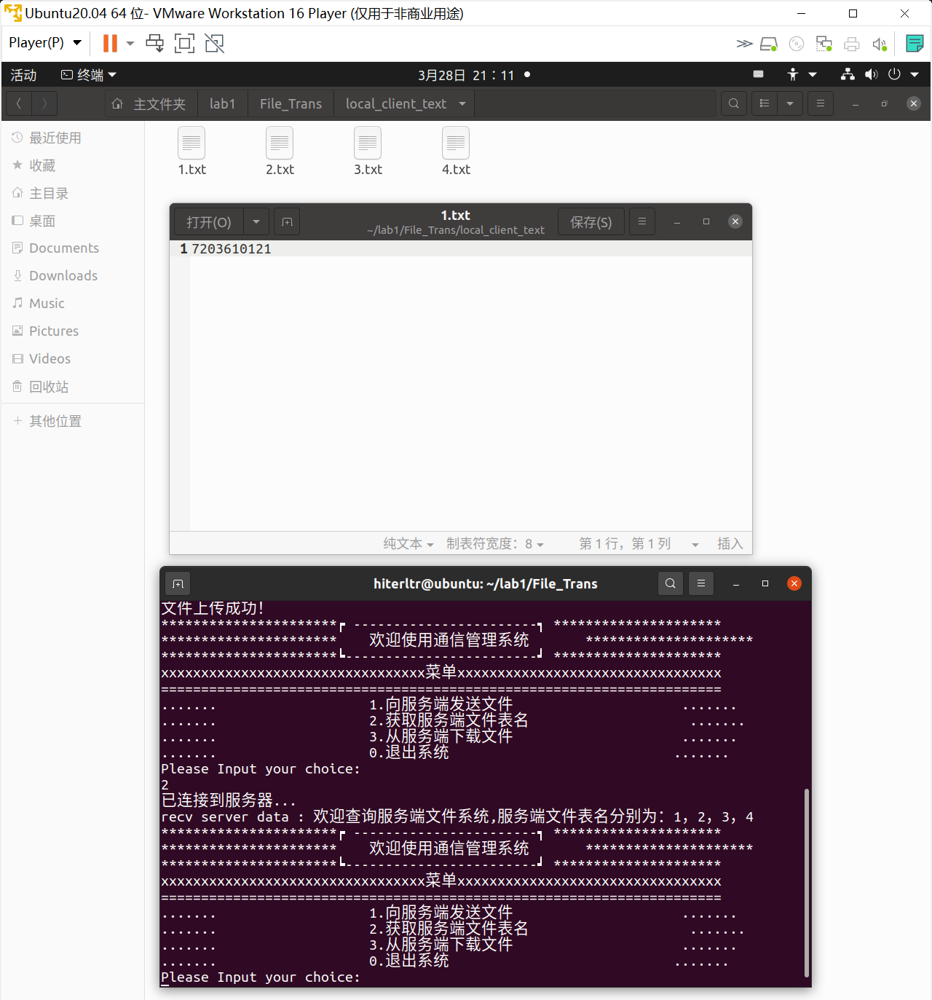 Ubuntu20.04 64 位- VMware Workstation 16 Player (仅用于非商业用途)
Player(P)
活动 终端 3月28日 21:11
主文件夹 lab1 File_Trans local_client_text
最近使用
收藏
主目录
桌面
Documents
Downloads
Music
Pictures
Videos
回收站
其他位置
1.txt 2.txt 3.txt 4.txt
打开(O) 1.txt 保存(S)
~/lab1/File_Trans/local_client_text
1 7203610121
纯文本 制表符宽度: 8 第 1 行, 第 1 列 插入
hiterltr@ubuntu: ~/lab1/File_Trans
文件上传成功!
**********************┏ -----------------------┓ *********************
********************** 欢迎使用通信管理系统 *********************
**********************┗------------------------┛ *********************
xxxxxxxxxxxxxxxxxxxxxxxxxxxxxxxxx菜单xxxxxxxxxxxxxxxxxxxxxxxxxxxxxxxxx
======================================================================
....... 1.向服务端发送文件 .......
....... 2.获取服务端文件表名 .......
....... 3.从服务端下载文件 .......
....... 0.退出系统 .......
Please Input your choice:
2
已连接到服务器...
recv server data : 欢迎查询服务端文件系统,服务端文件表名分别为: 1, 2, 3, 4
**********************┏ -----------------------┓ *********************
********************** 欢迎使用通信管理系统 *********************
**********************┗------------------------┛ *********************
xxxxxxxxxxxxxxxxxxxxxxxxxxxxxxxxx菜单xxxxxxxxxxxxxxxxxxxxxxxxxxxxxxxxx
======================================================================
....... 1.向服务端发送文件 .......
....... 2.获取服务端文件表名 .......
....... 3.从服务端下载文件 .......
....... 0.退出系统 .......
Please Input your choice: